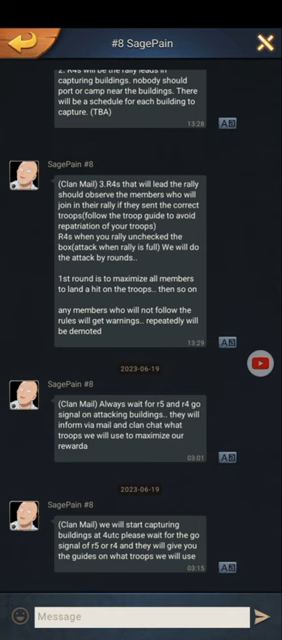 #8 SagePain
2. R4s will be the rally leads in
capturing buildings. nobody should
port or camp near the buildings. There
will be a schedule for each building to
capture. (TBA)
13:28
SagePain #8
(Clan Mail) 3.R4s that will lead the rally
should observe the members who will
join in their rally if they sent the correct
troops(follow the troop guide to avoid
repatriation of your troops)
R4s when you rally unchecked the
box(attack when rally is full) We will do
the attack by rounds..
1st round is to maximize all members
to land a hit on the troops.. then so on
any members who will not follow the
rules will get warnings.. repeatedly will
be demoted
13:29
2023-06-19
SagePain #8
(Clan Mail) Always wait for r5 and r4 go
signal on attacking buildings.. they will
inform via mail and clan chat what
troops we will use to maximize our
rewarda
03:01
2023-06-19
SagePain #8
(Clan Mail) we will start capturing
buildings at 4utc please wait for the go
signal of r5 or r4 and they will give you
the guides on what troops we will use
03:15
Message